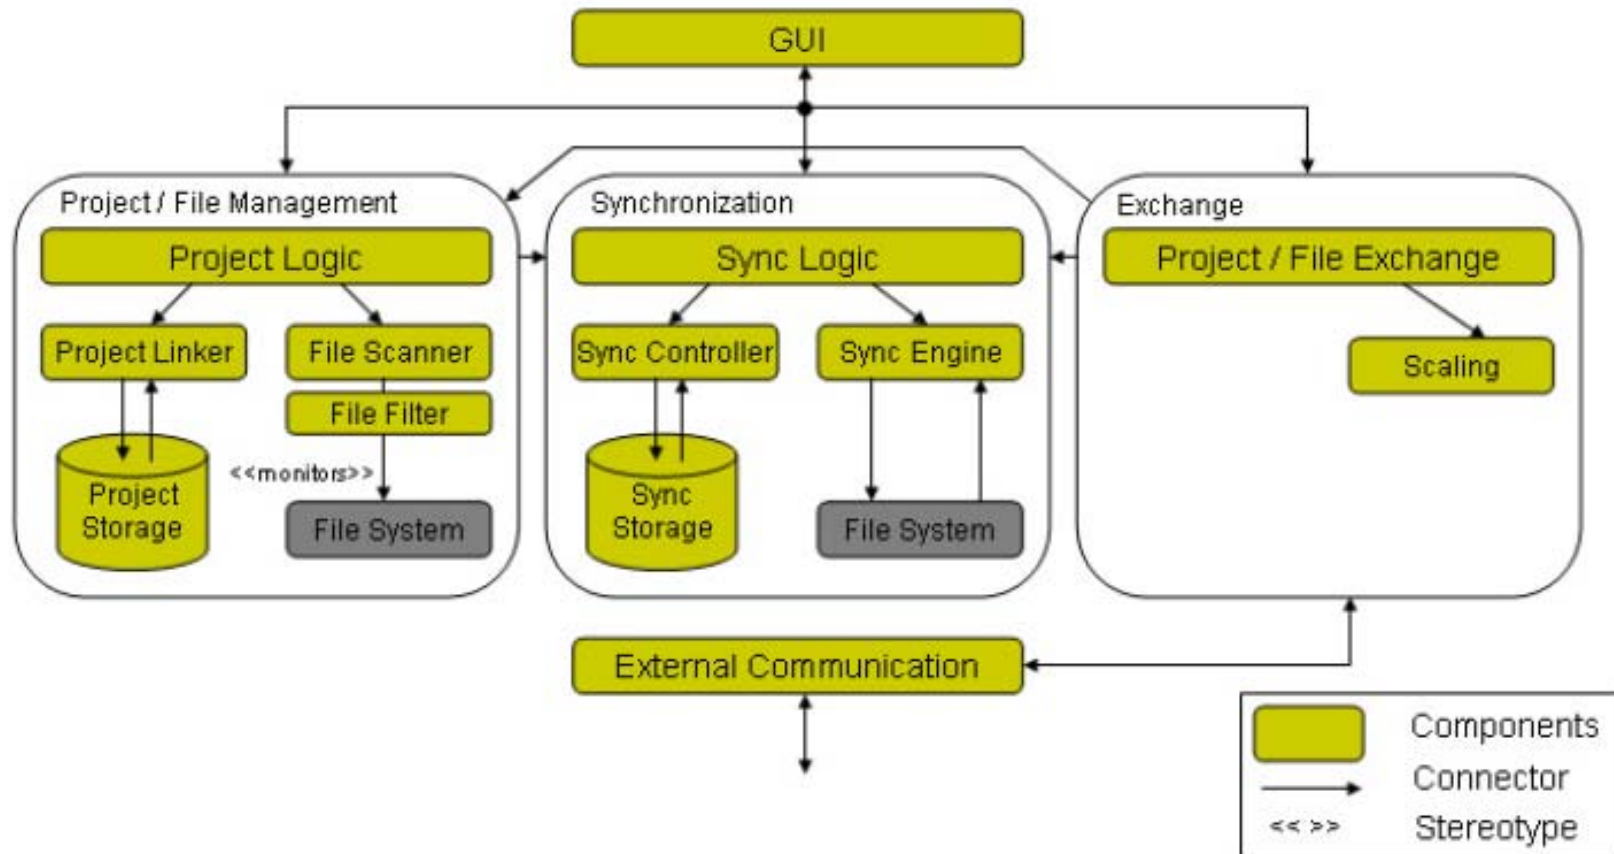 GUI
Project / File Management
Project Logic
Project Linker
File Scanner
File Filter
<<monitors>>
Project
Storage
File System
Synchronization
Sync Logic
Sync Controller
Sync Engine
Sync
Storage
File System
Exchange
Project / File Exchange
Scaling
External Communication
Components
Connector
<< >>
Stereotype